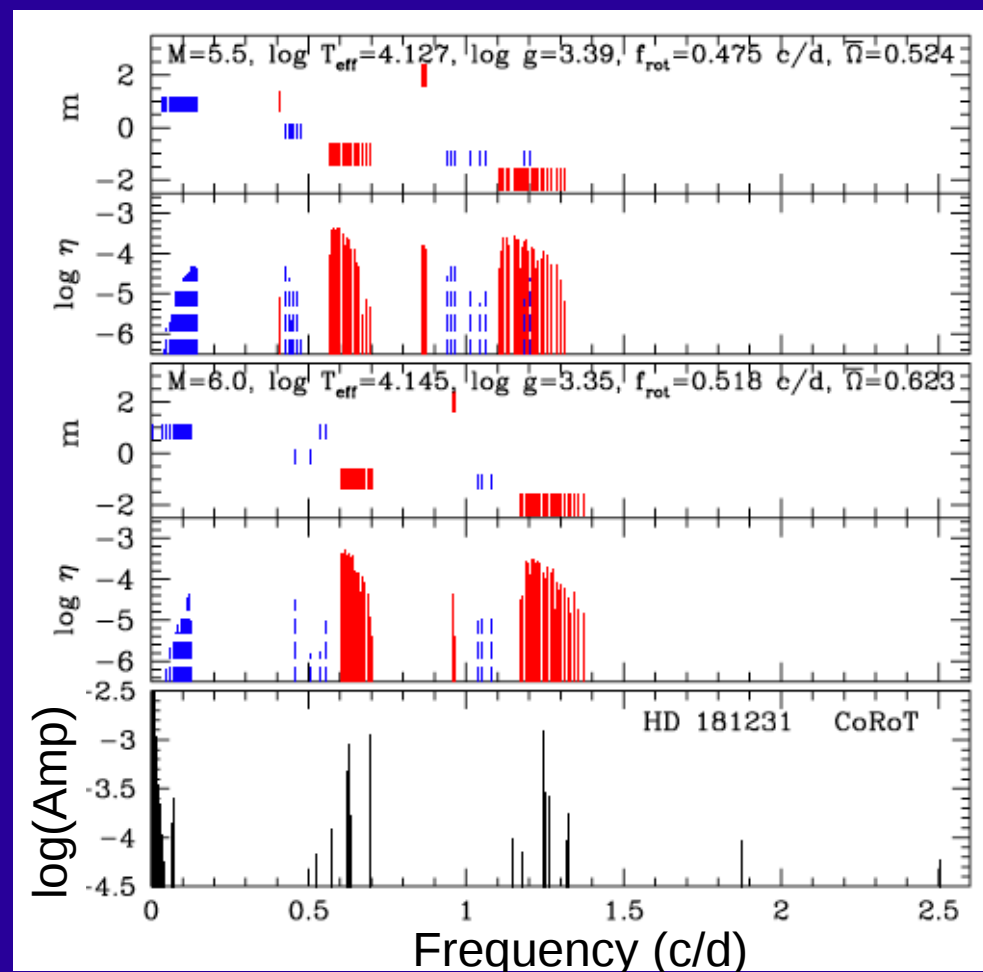 M=5.5, log T_eff=4.127, log g=3.39, f_rot=0.475 c/d, Ω̅=0.524
m
2
0
−2
log η
−3
−4
−5
−6
M=6.0, log T_eff=4.145, log g=3.35, f_rot=0.518 c/d, Ω̅=0.623
m
2
0
−2
log η
−3
−4
−5
−6
HD 181231 CoRoT
log(Amp)
-2.5
−3
-3.5
−4
-4.5
0 0.5 1 1.5 2 2.5
Frequency (c/d)